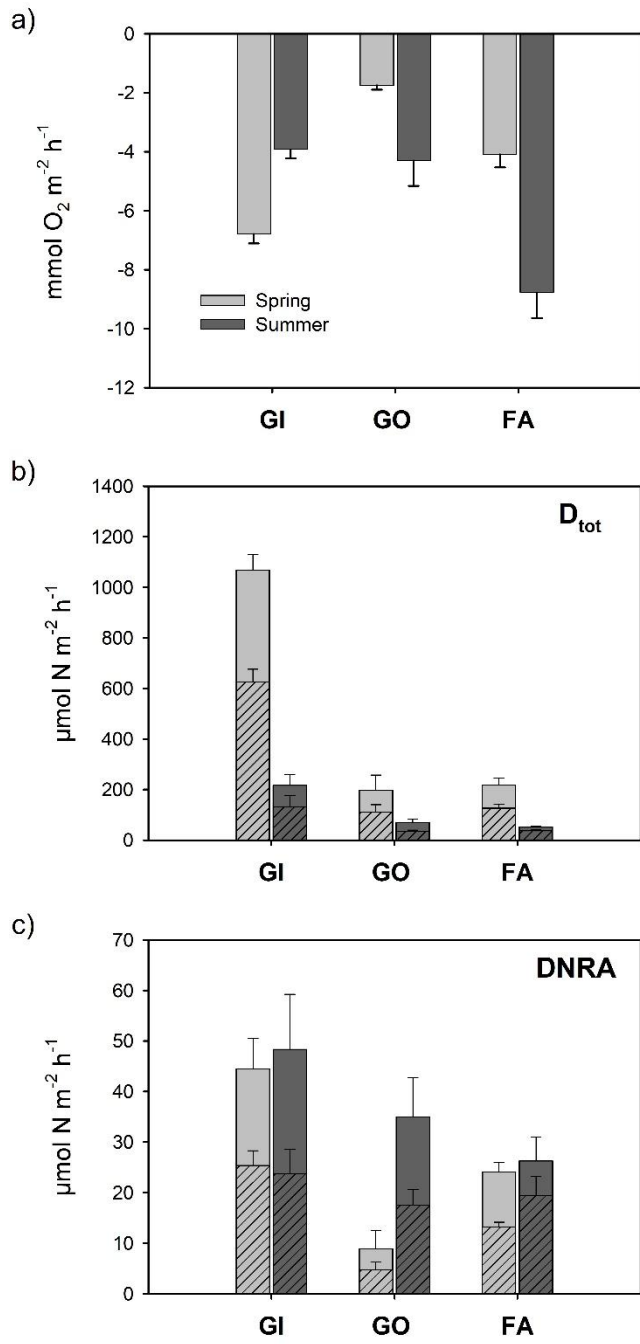 a)
mmol O₂ m⁻² h⁻¹
0
-2
-4
-6
-8
-10
-12
Spring
Summer
GI GO FA
b)
µmol N m⁻² h⁻¹
1400
1200
1000
800
600
400
200
0
D_tot
GI GO FA
c)
µmol N m⁻² h⁻¹
70
60
50
40
30
20
10
0
DNRA
GI GO FA